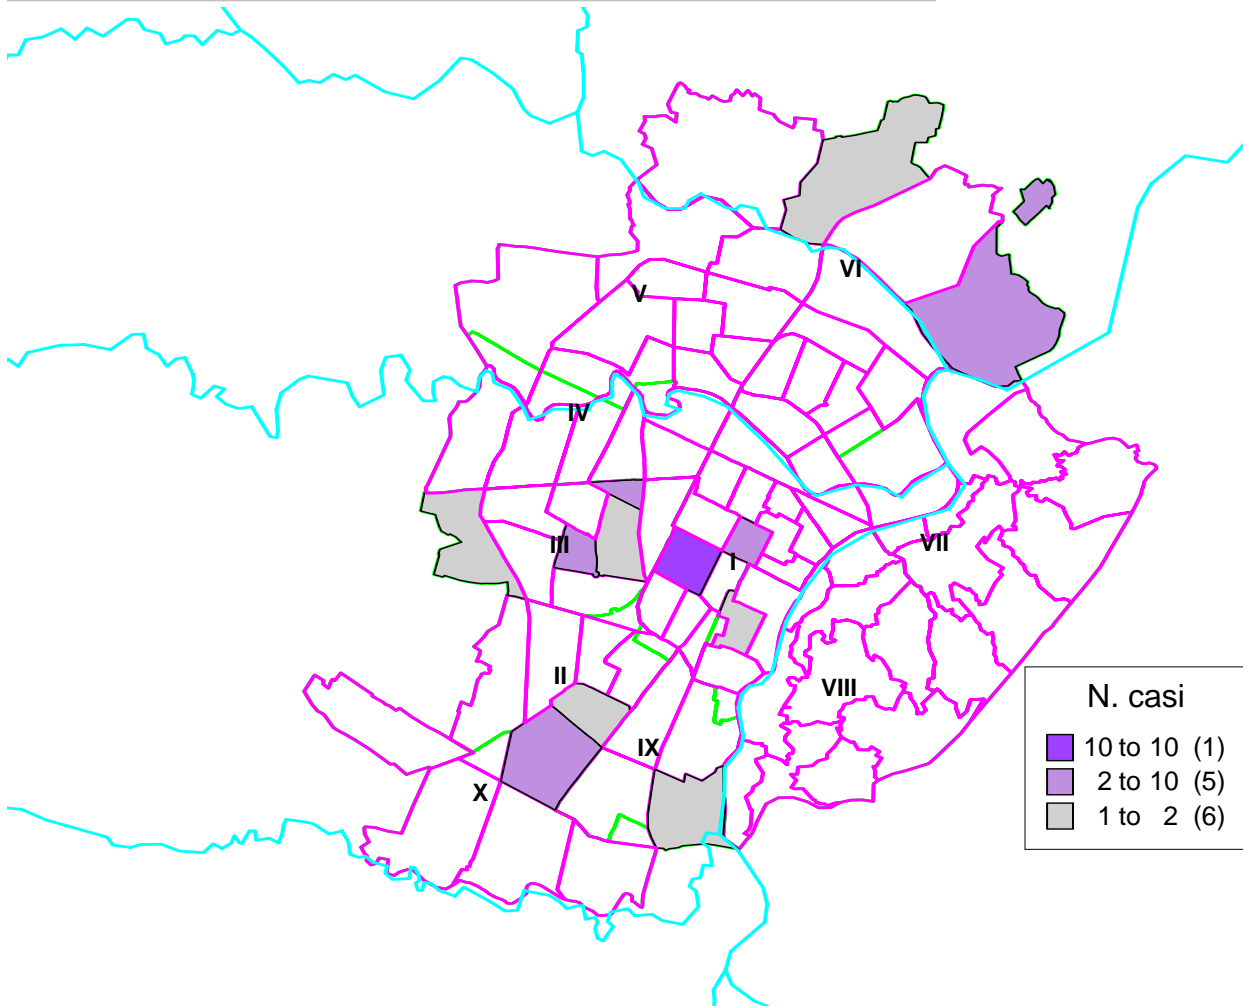 VI
V
IV
III
I
VII
II
VIII
IX
X
N. casi
10 to 10 (1)
2 to 10 (5)
1 to 2 (6)